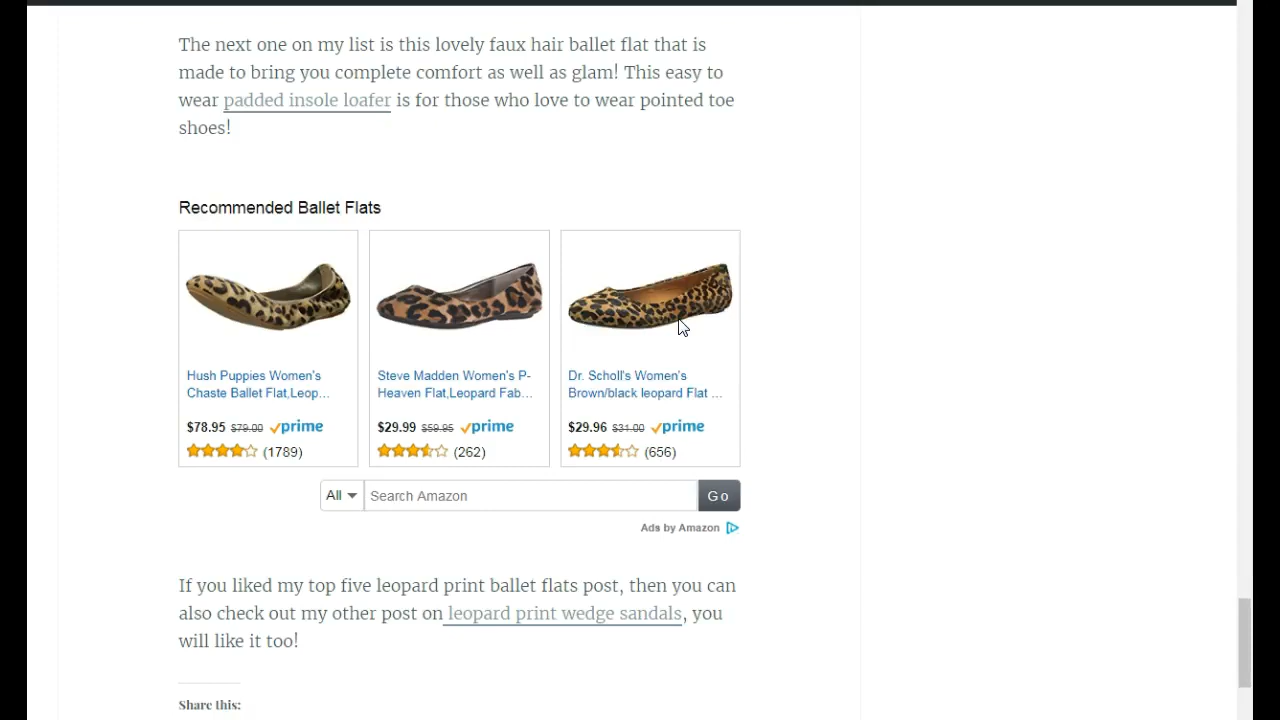 The next one on my list is this lovely faux hair ballet flat that is
made to bring you complete comfort as well as glam! This easy to
wear padded insole loafer is for those who love to wear pointed toe
shoes!
Recommended Ballet Flats
Hush Puppies Women's
Chaste Ballet Flat,Leop...
$78.95 $79.00 prime
(1789)
Steve Madden Women's P-
Heaven Flat,Leopard Fab...
$29.99 $59.95 prime
(262)
Dr. Scholl's Women's
Brown/black leopard Flat ...
$29.96 $31.00 prime
(656)
All Search Amazon Go
Ads by Amazon
If you liked my top five leopard print ballet flats post, then you can
also check out my other post on leopard print wedge sandals, you
will like it too!
Share this: